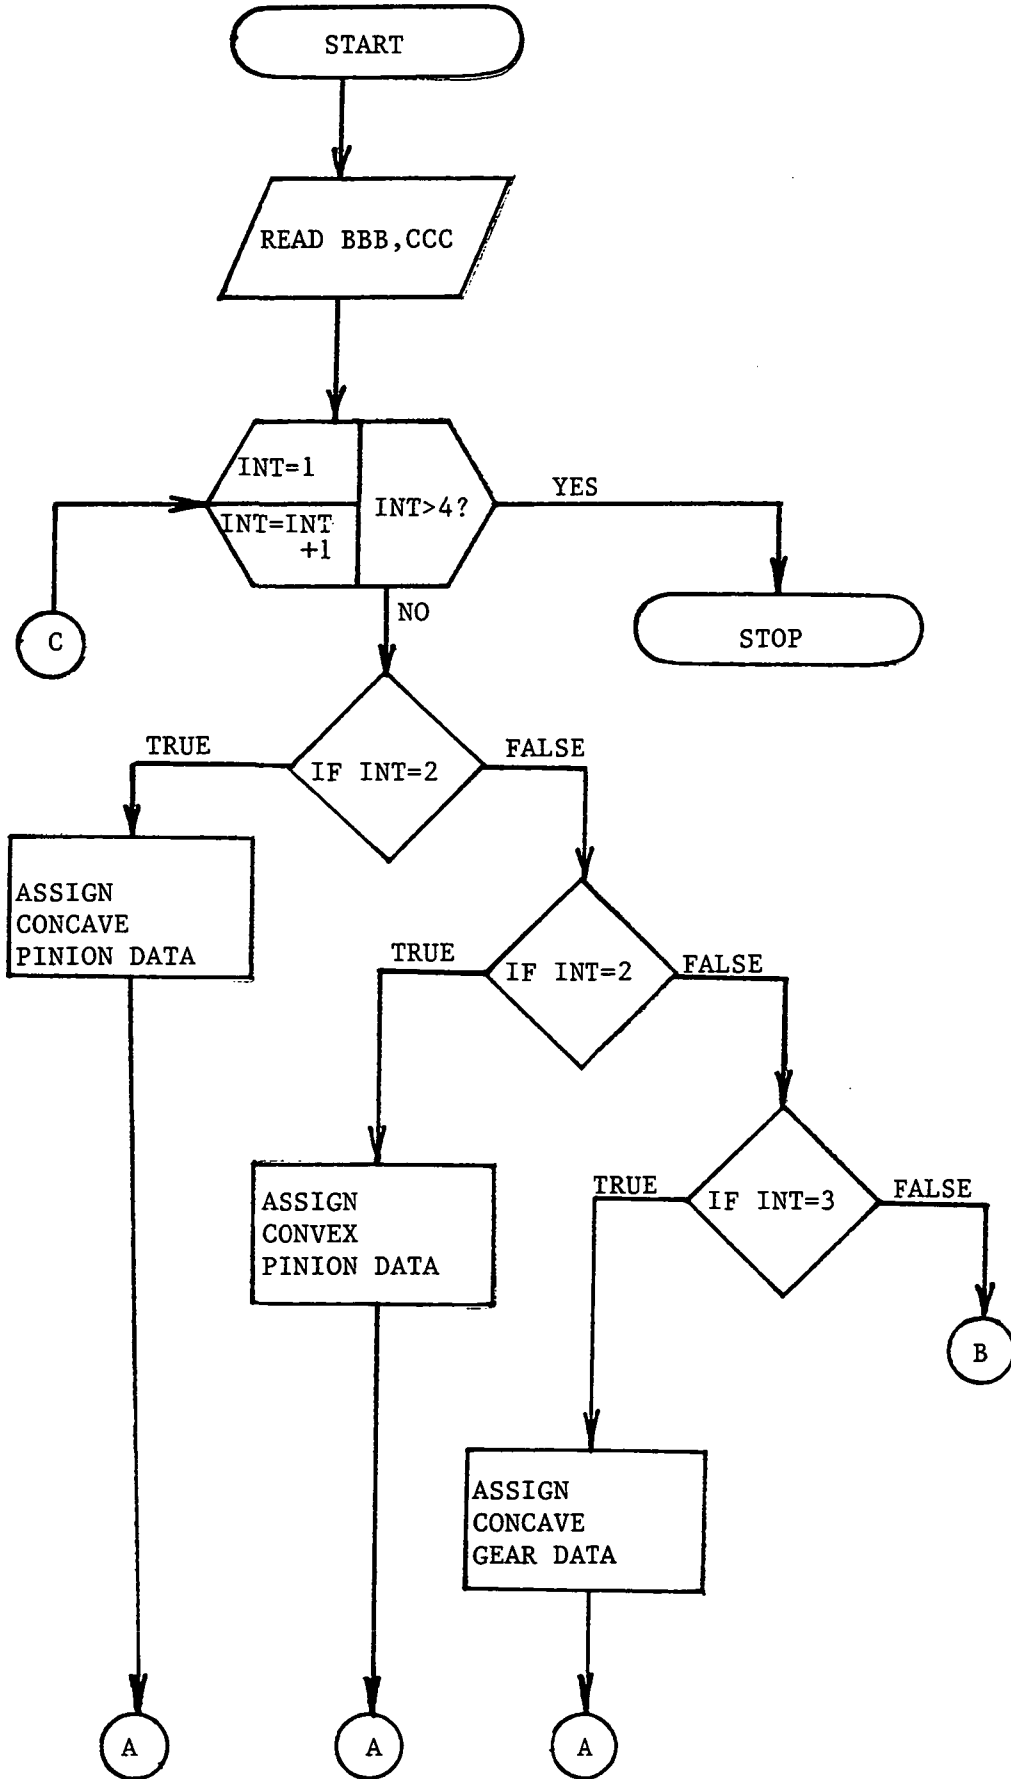 START
READ BBB,CCC
INT=1
INT>4?
YES
INT=INT
+1
NO
C
STOP
TRUE
FALSE
IF INT=2
ASSIGN
CONCAVE
PINION DATA
TRUE
IF INT=2
FALSE
ASSIGN
CONVEX
PINION DATA
TRUE
IF INT=3
FALSE
B
ASSIGN
CONCAVE
GEAR DATA
A
A
A